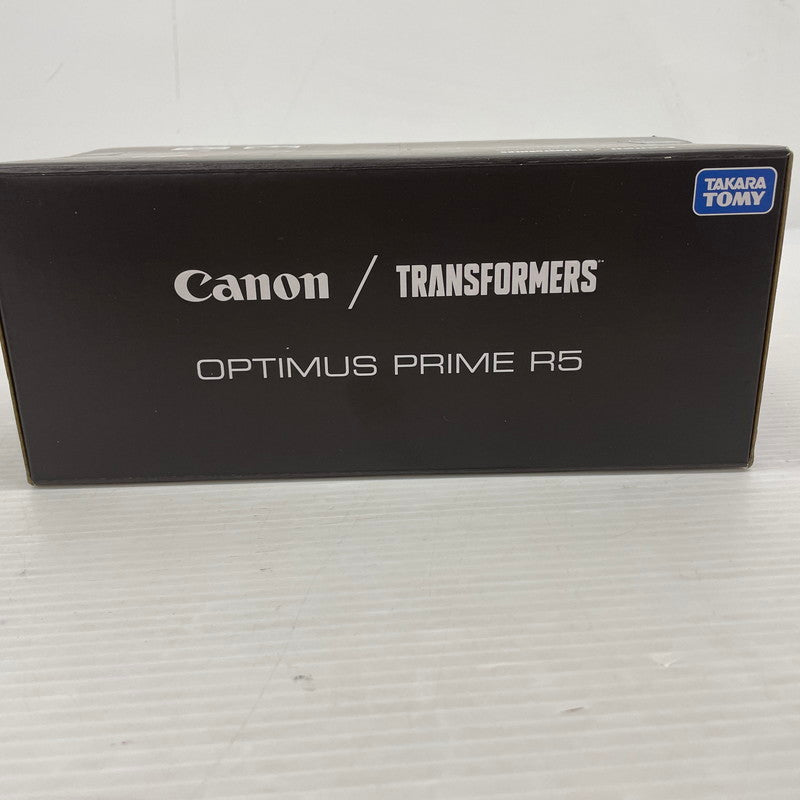 TAKARA
TOMY
Canon / TRANSFORMERS
OPTIMUS PRIME R5